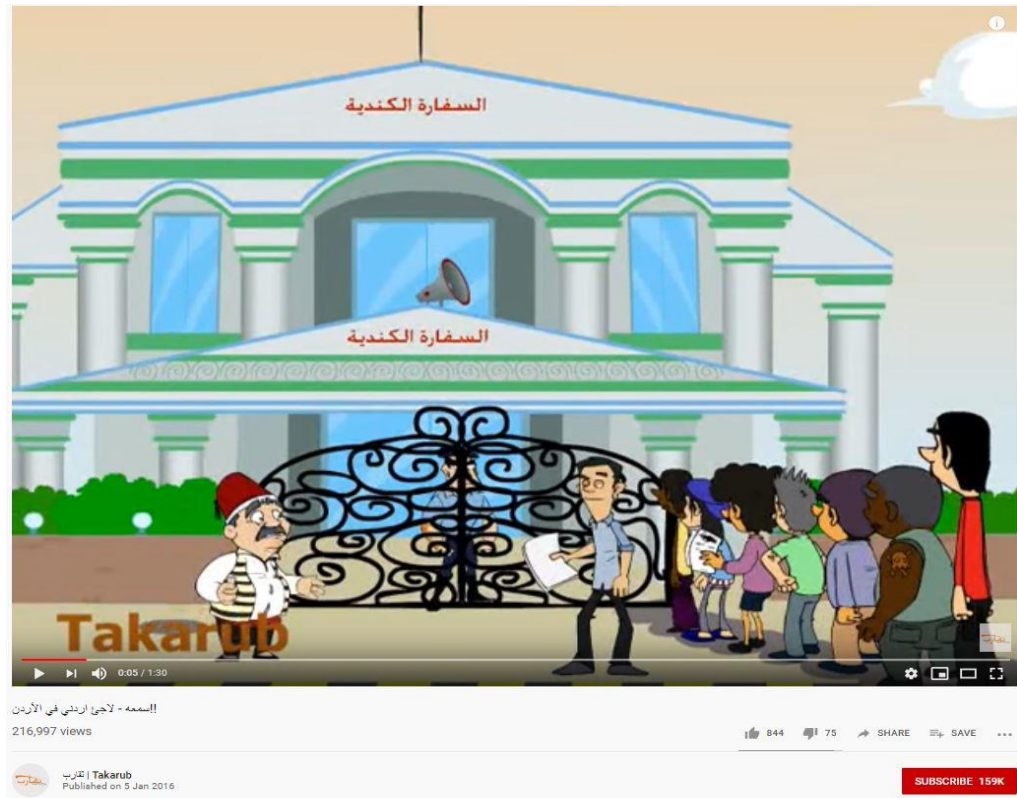 السفارة الكندية
السفارة الكندية
Takarub
0:05 / 1:30
سمعه - لاجئ اردني في الأردن!!
216,997 views
844 75 SHARE SAVE
تقارب | Takarub
Published on 5 Jan 2016
SUBSCRIBE 159K